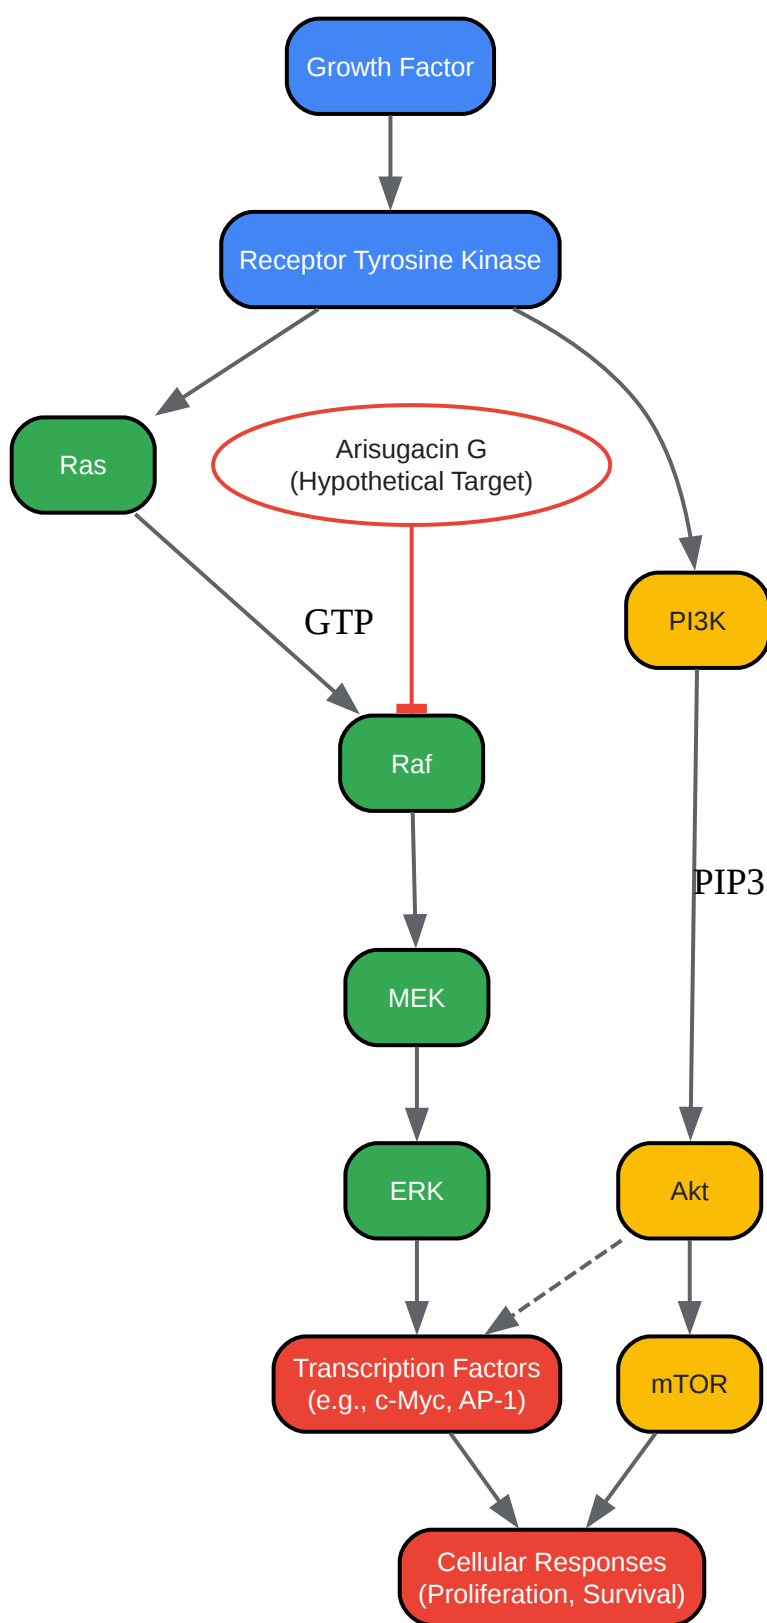 Growth Factor
Receptor Tyrosine Kinase
Ras
Arisugacin G
(Hypothetical Target)
GTP
PI3K
Raf
PIP3
MEK
ERK
Akt
Transcription Factors
(e.g., c-Myc, AP-1)
mTOR
Cellular Responses
(Proliferation, Survival)